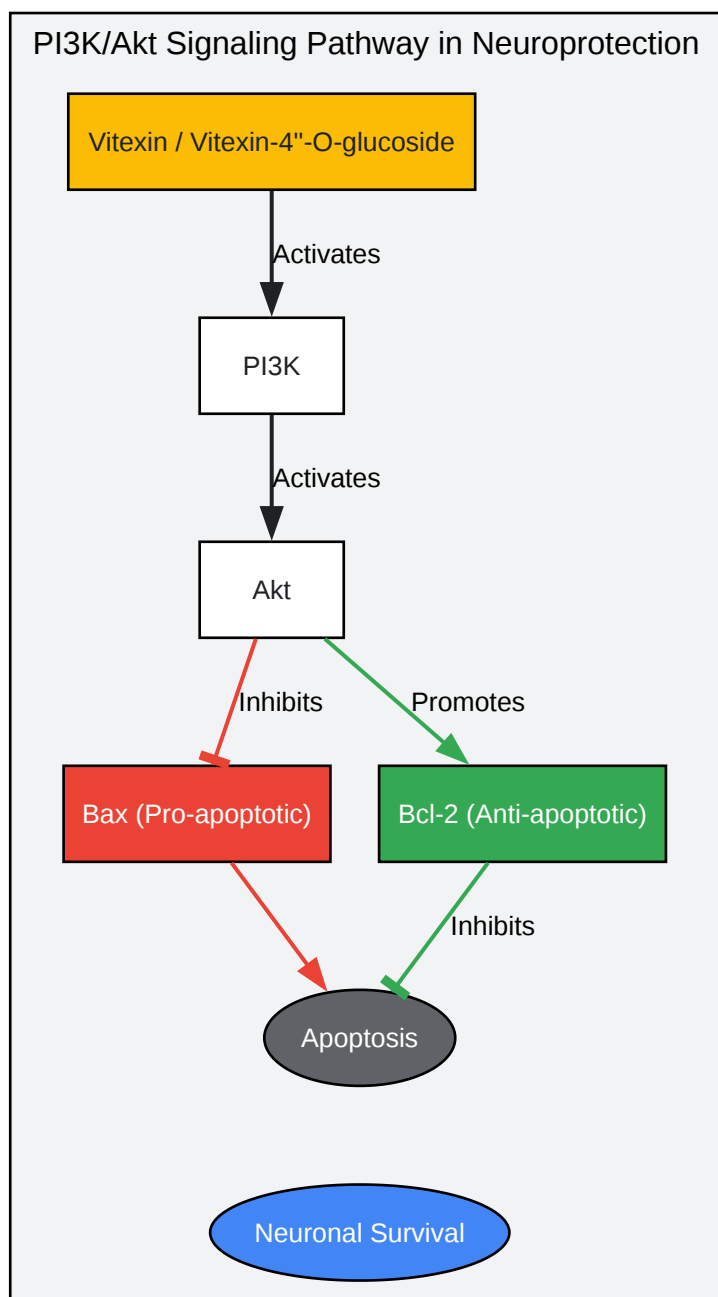 PI3K/Akt Signaling Pathway in Neuroprotection
Vitexin / Vitexin-4''-O-glucoside
Activates
PI3K
Activates
Akt
Inhibits
Promotes
Bax (Pro-apoptotic)
Bcl-2 (Anti-apoptotic)
Inhibits
Apoptosis
Neuronal Survival